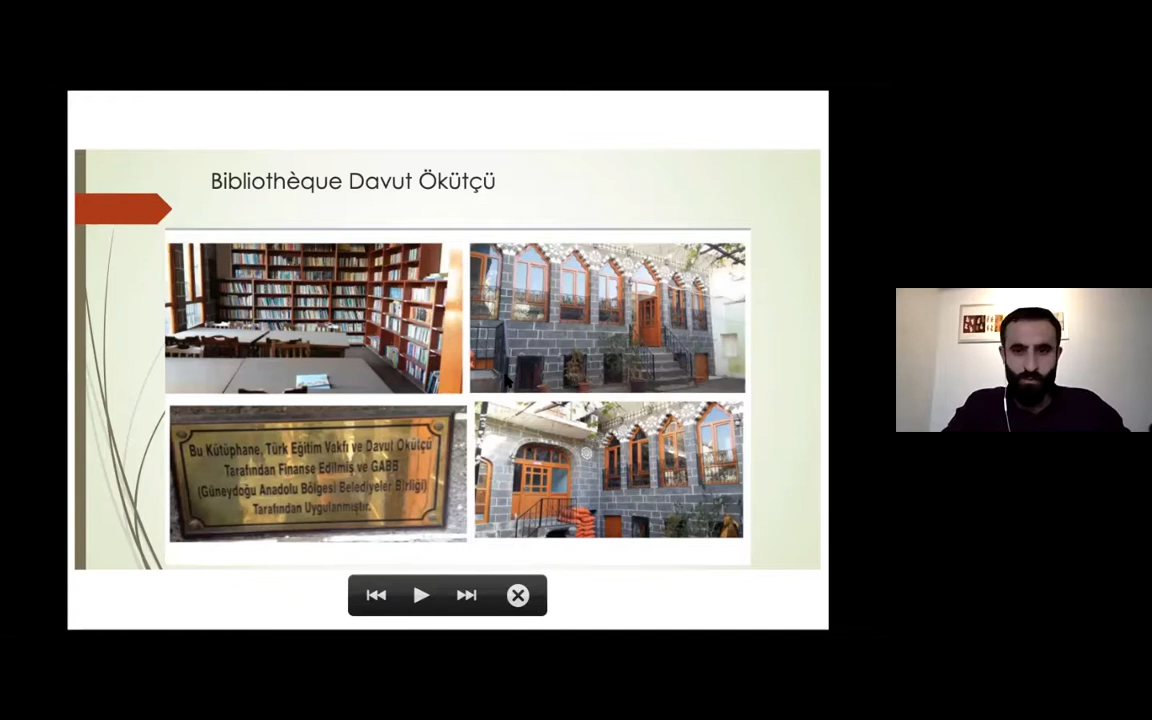 Bibliothèque Davut Ökütçü
Bu Kütüphane, Türk Eğitim Vakfı ve Davut Ökütçü
Tarafından Finanse Edilmiş ve GABB
(Güneydoğu Anadolu Bölgesi Belediyeler Birliği)
Tarafından Uygulanmıştır.